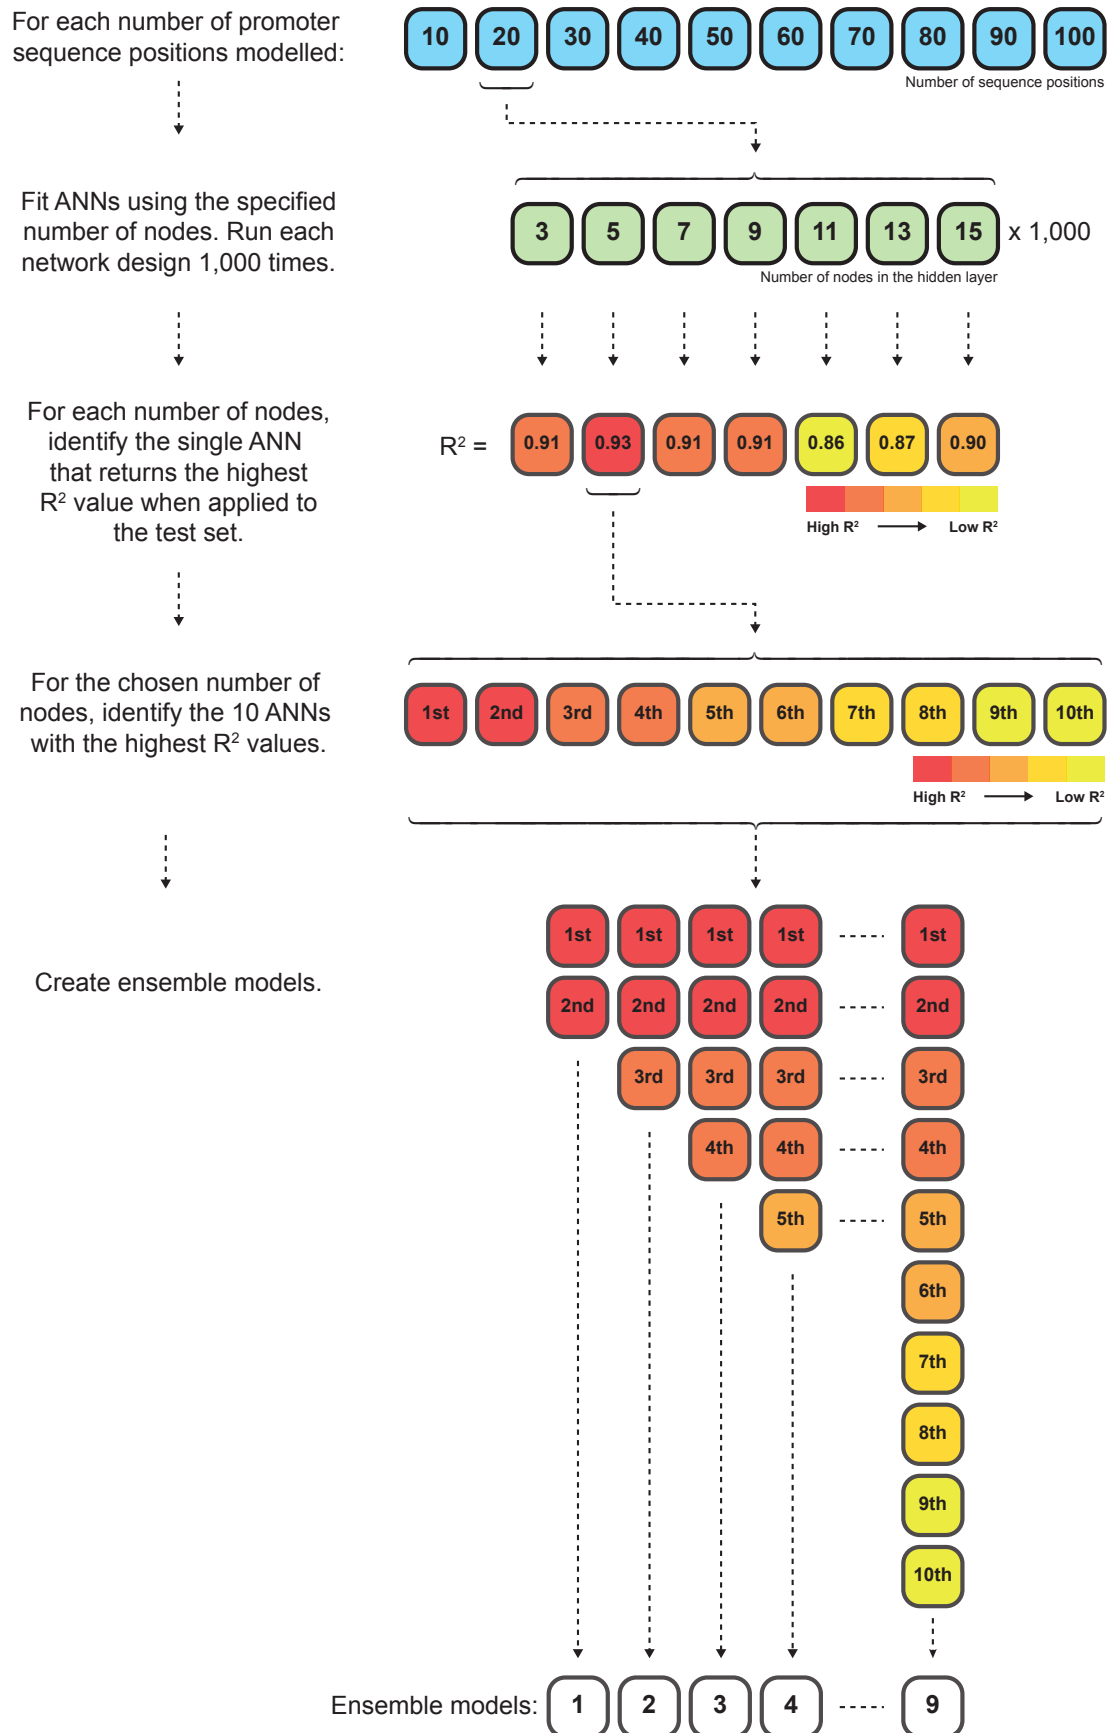 For each number of promoter
sequence positions modelled:
10 20 30 40 50 60 70 80 90 100
Number of sequence positions
Fit ANNs using the specified
number of nodes. Run each
network design 1,000 times.
3 5 7 9 11 13 15 x 1,000
Number of nodes in the hidden layer
For each number of nodes,
identify the single ANN
that returns the highest
R² value when applied to
the test set.
R² = 0.91 0.93 0.91 0.91 0.86 0.87 0.90
High R² Low R²
For the chosen number of
nodes, identify the 10 ANNs
with the highest R² values.
1st 2nd 3rd 4th 5th 6th 7th 8th 9th 10th
High R² Low R²
Create ensemble models.
1st 1st 1st 1st 1st
2nd 2nd 2nd 2nd 2nd
3rd 3rd 3rd 3rd
4th 4th 4th
5th 5th
6th
7th
8th
9th
10th
Ensemble models: 1 2 3 4 9